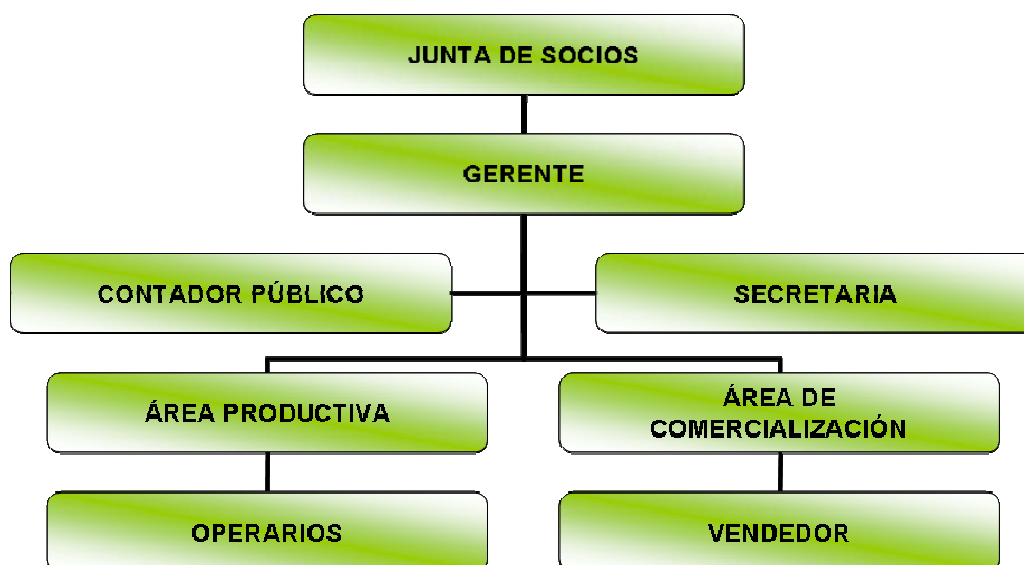 JUNTA DE SOCIOS
GERENTE
CONTADOR PÚBLICO
SECRETARIA
ÁREA PRODUCTIVA
ÁREA DE
COMERCIALIZACIÓN
OPERARIOS
VENDEDOR